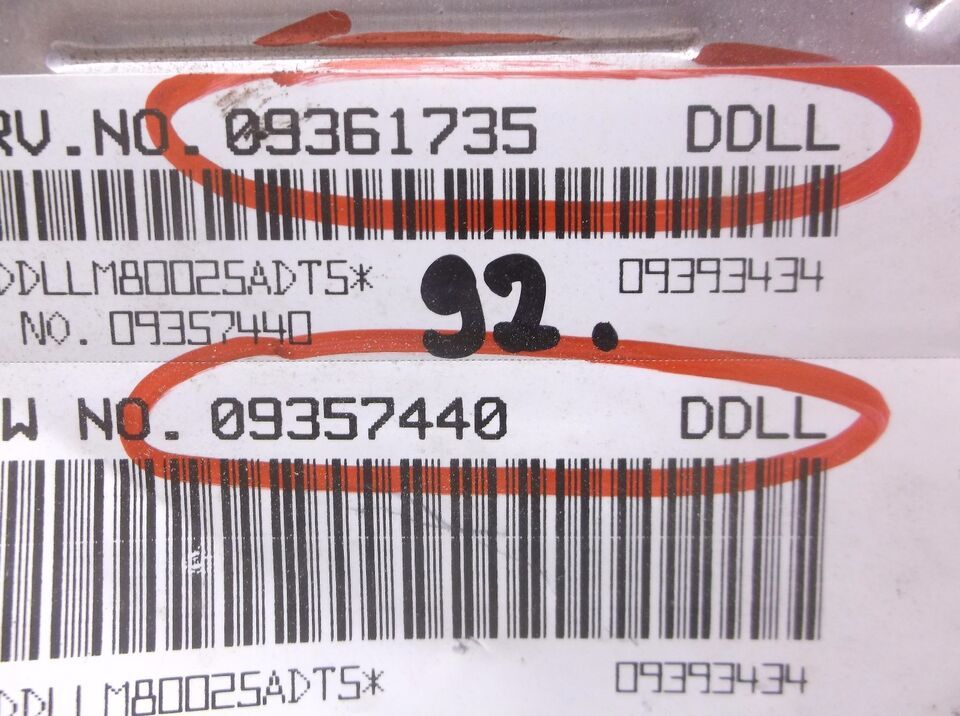 RV.NO.09361735 DDLL
DDLLM80025ADT5* 09393434
NO. 09357440
92.
W NO. 09357440 DDLL
DDLLM80025ADT5* 09393434